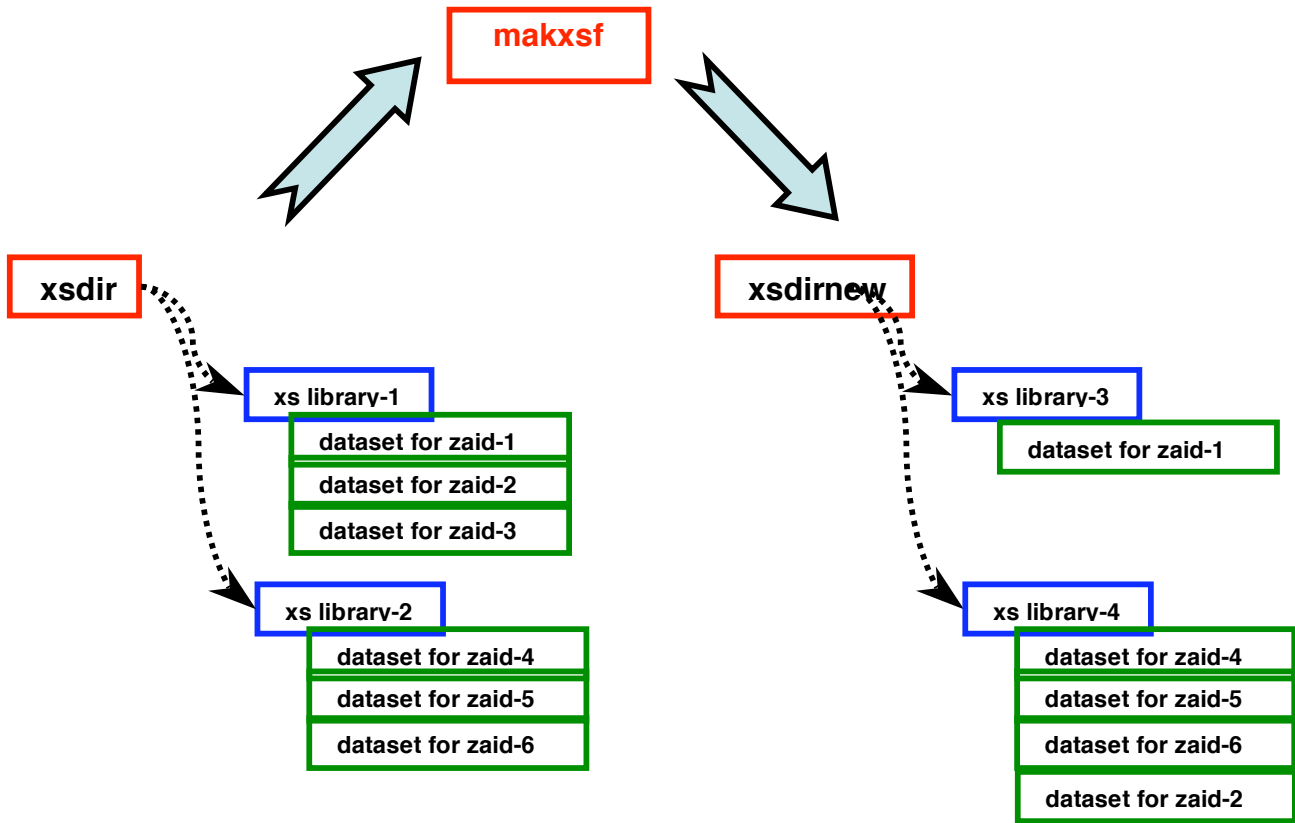 makxsf
xsdir
xs library-1
dataset for zaid-1
dataset for zaid-2
dataset for zaid-3
xs library-2
dataset for zaid-4
dataset for zaid-5
dataset for zaid-6
xsdirnew
xs library-3
dataset for zaid-1
xs library-4
dataset for zaid-4
dataset for zaid-5
dataset for zaid-6
dataset for zaid-2